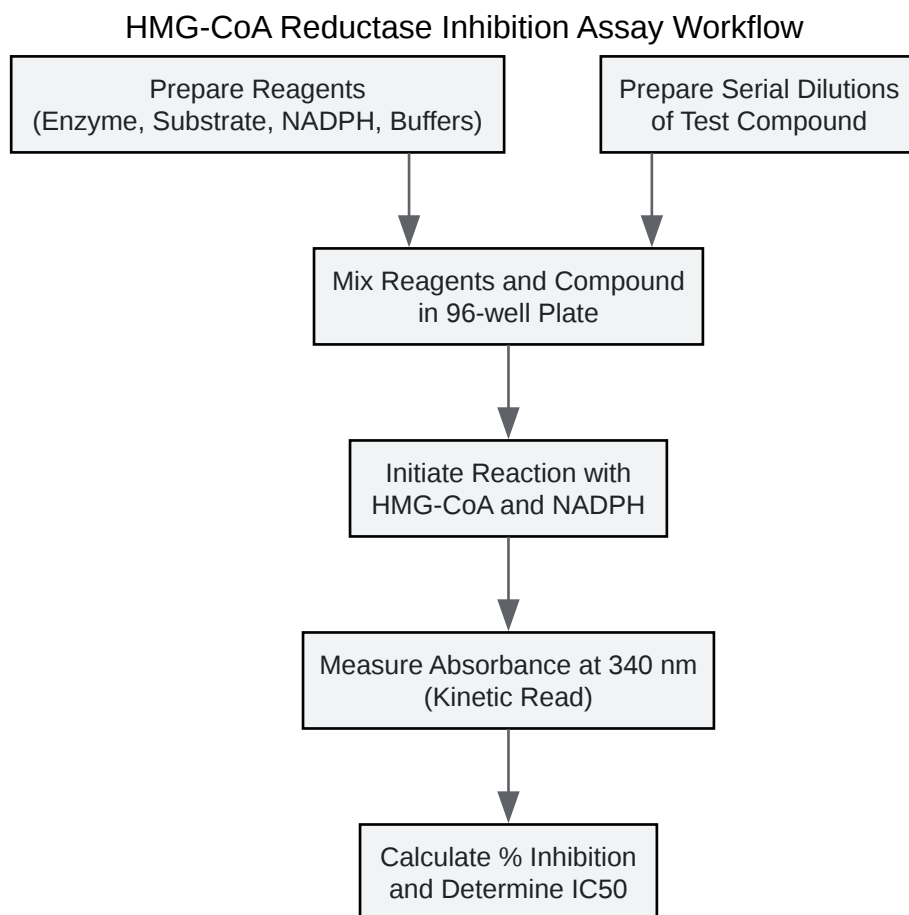 HMG-CoA Reductase Inhibition Assay Workflow
Prepare Reagents
(Enzyme, Substrate, NADPH, Buffers)
Prepare Serial Dilutions
of Test Compound
Mix Reagents and Compound
in 96-well Plate
Initiate Reaction with
HMG-CoA and NADPH
Measure Absorbance at 340 nm
(Kinetic Read)
Calculate % Inhibition
and Determine IC50